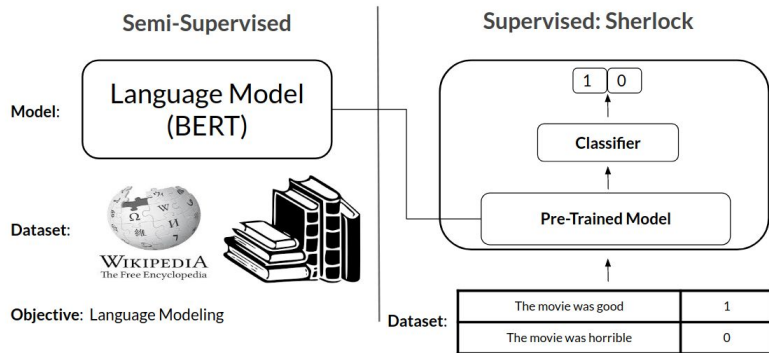 Semi-Supervised
Model:
Language Model
(BERT)
Dataset:
Ω
W
И
7
WIKIPEDIA
The Free Encyclopedia
Objective: Language Modeling
Supervised: Sherlock
1 0
Classifier
Pre-Trained Model
Dataset:
The movie was good 1
The movie was horrible 0